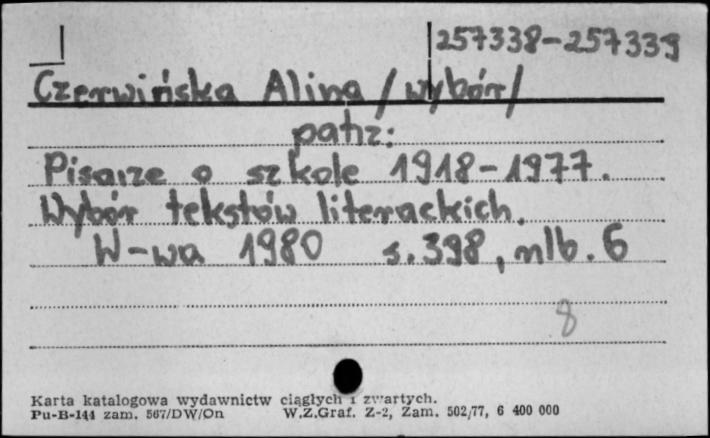 257338-257339
Czerwińska Alina /wybór/
patrz:
Pisarze o szkole 1918-1977.
Wybór tekstów literackich.
W-wa 1980 s.398, nlb.6
8
Karta katalogowa wydawnictw ciągłych i zwartych.
Pu-B-144 zam. 567/DW/On W.Z.Graf. Z-2, Zam. 502/77, 6 400 000